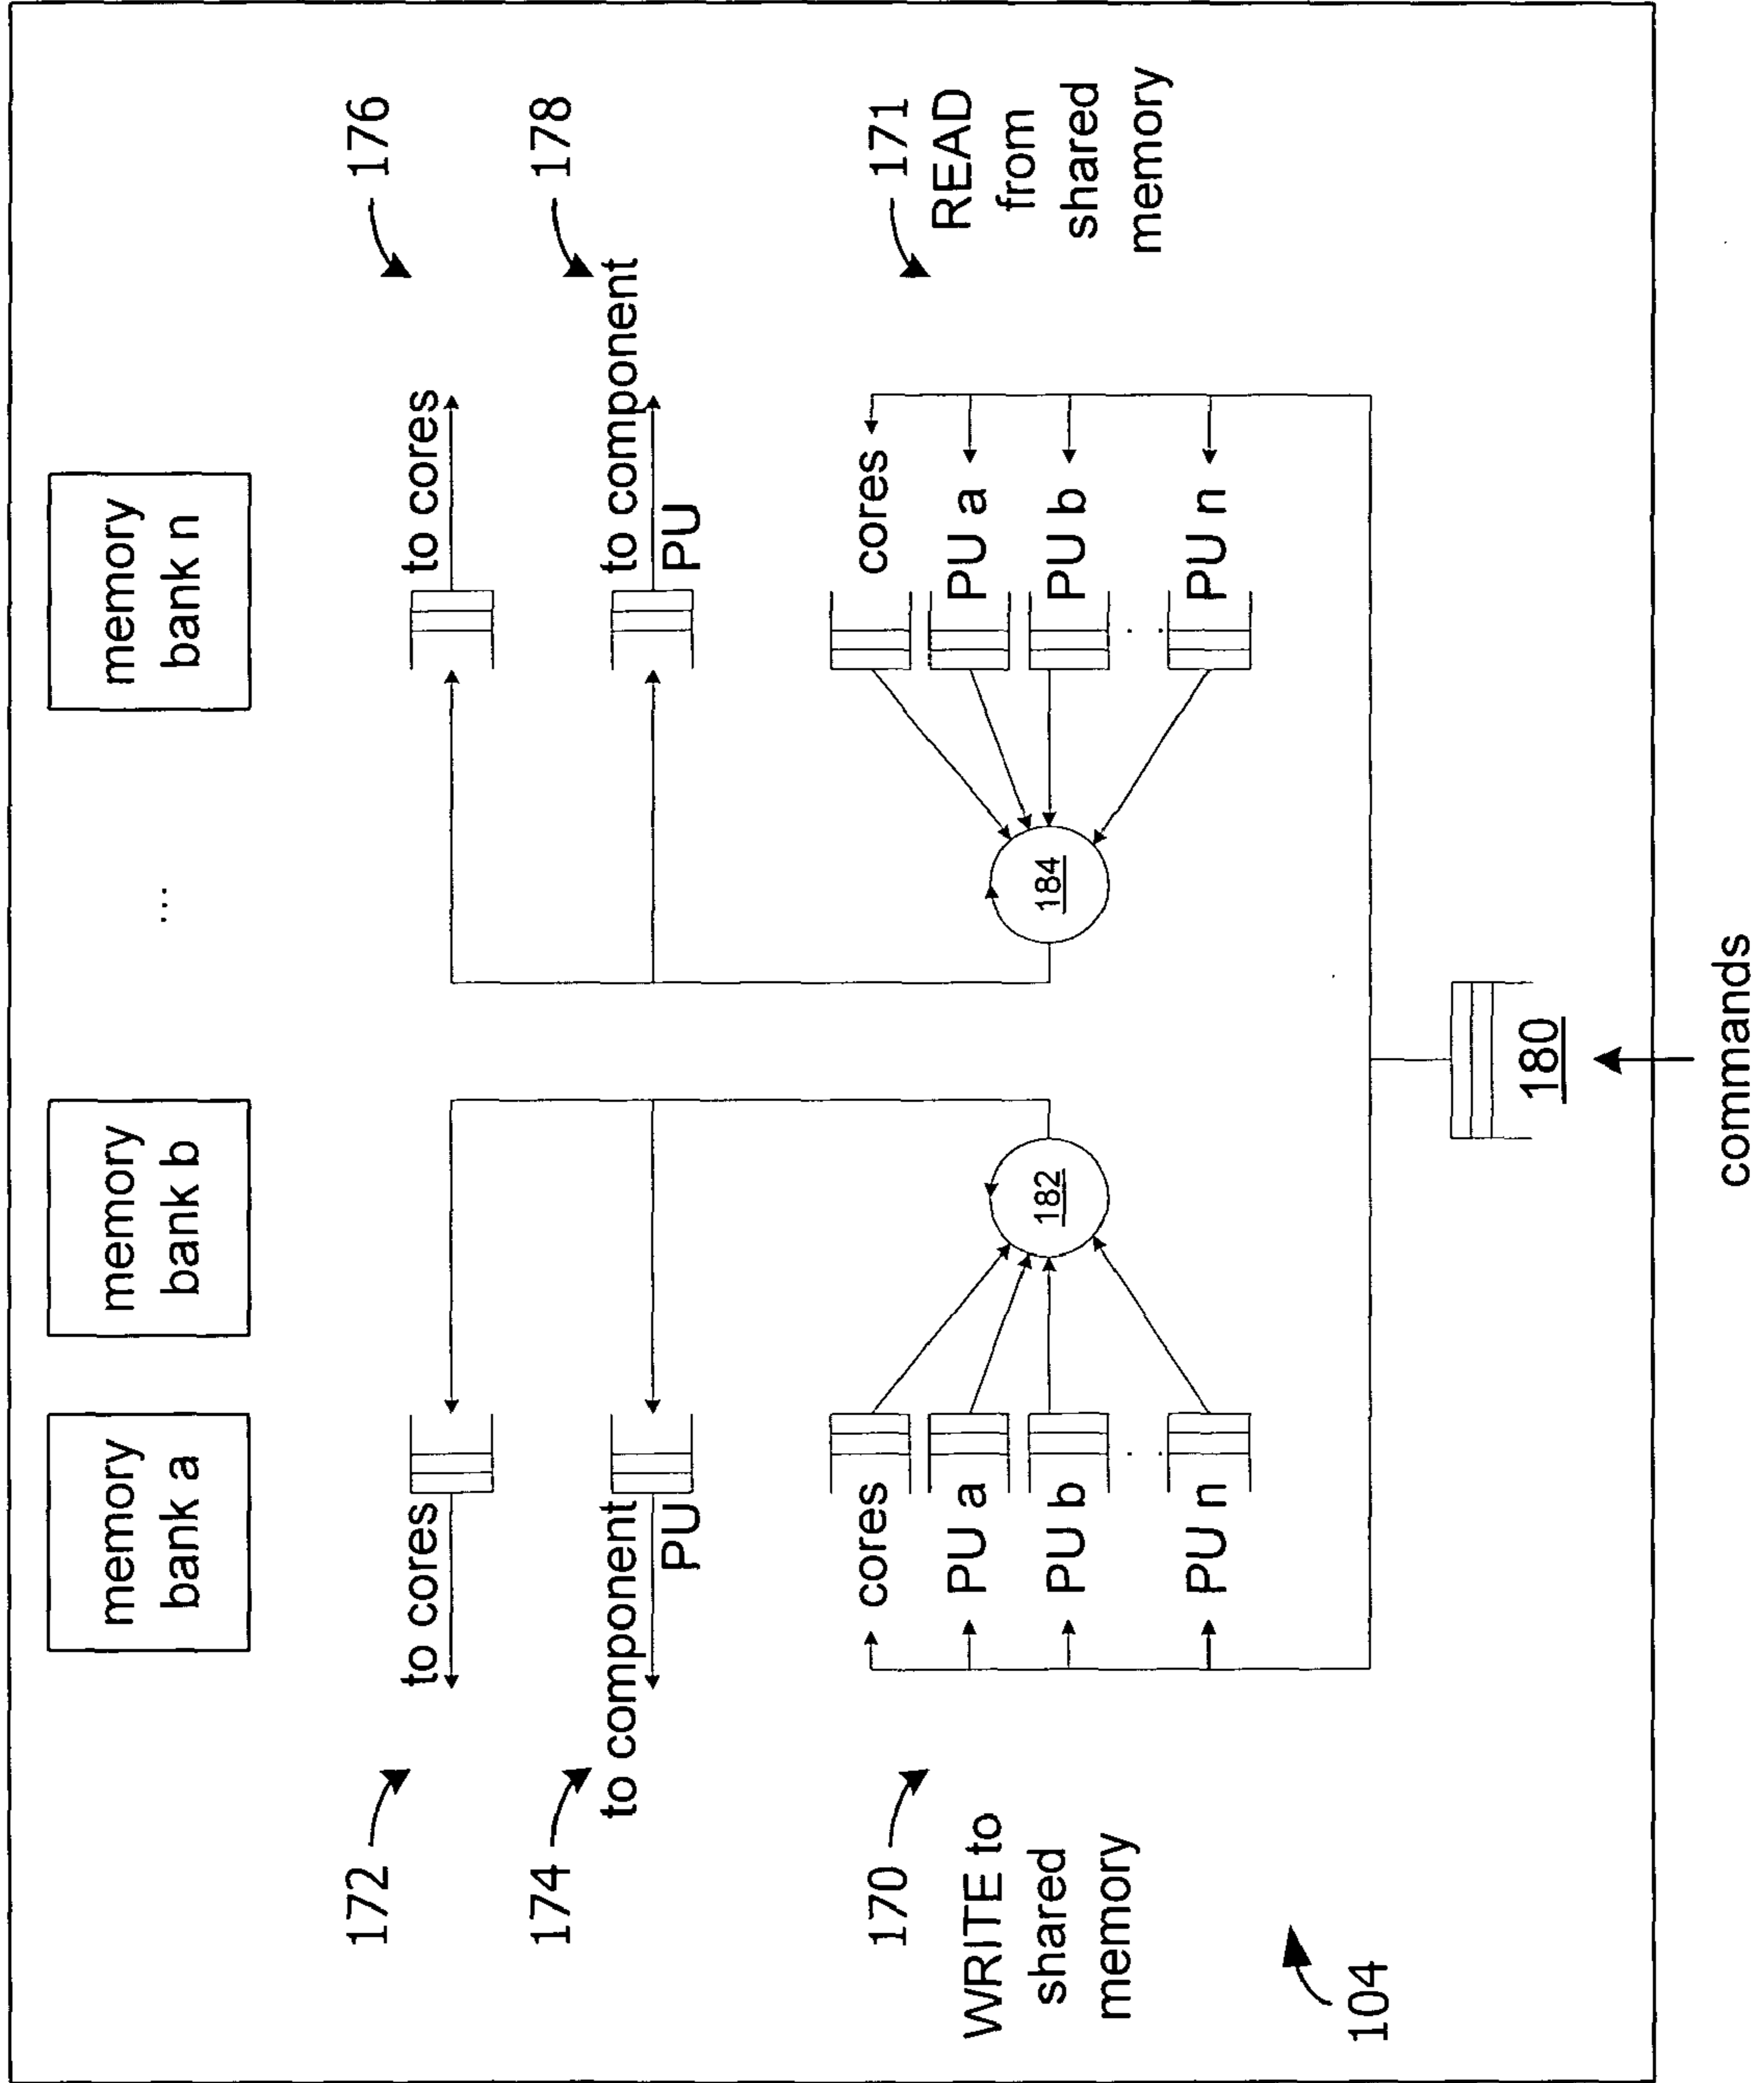 memory
bank a
memory
bank b
...
memory
bank n
172
to cores
to cores
176
174
to component
PU
to component
PU
178
170
WRITE to
shared
memory
cores
PU a
PU b
. .
PU n
182
184
cores
PU a
PU b
. .
PU n
171
READ
from
shared
memory
104
180
commands